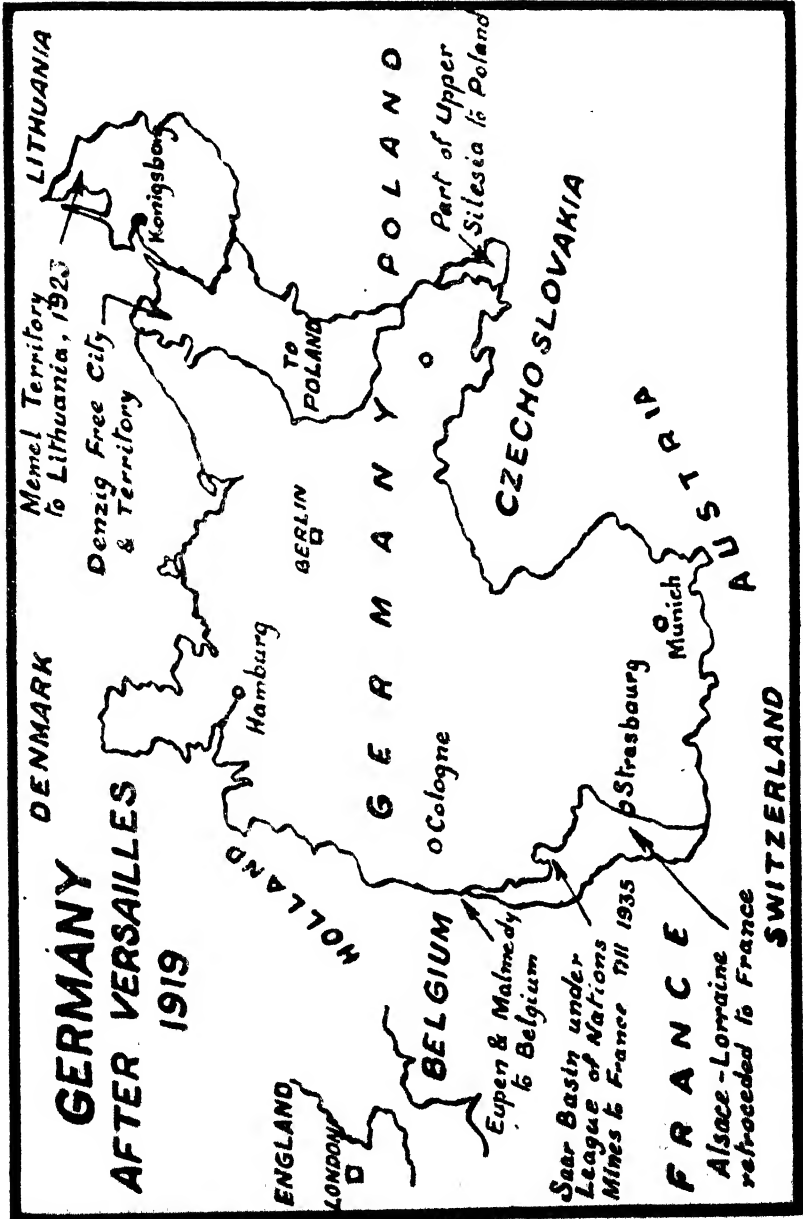 GERMANY
AFTER VERSAILLES
1919
DENMARK
LITHUANIA
Memel Territory
to Lithuania, 1923
Denzig Free City
& Territory
Konigsborg
Hamburg
BERLIN
TO
POLAND
POLAND
Part of Upper
Silesia to Poland
HOLLAND
GERMANY
Cologne
ENGLAND
LONDON
BELGIUM
Eupen & Malmedy
to Belgium
CZECHOSLOVAKIA
Saar Basin under
League of Nations
Mines to France till 1935
Strasbourg
Munich
AUSTRIA
FRANCE
Alsace-Lorraine
retroceded to France
SWITZERLAND